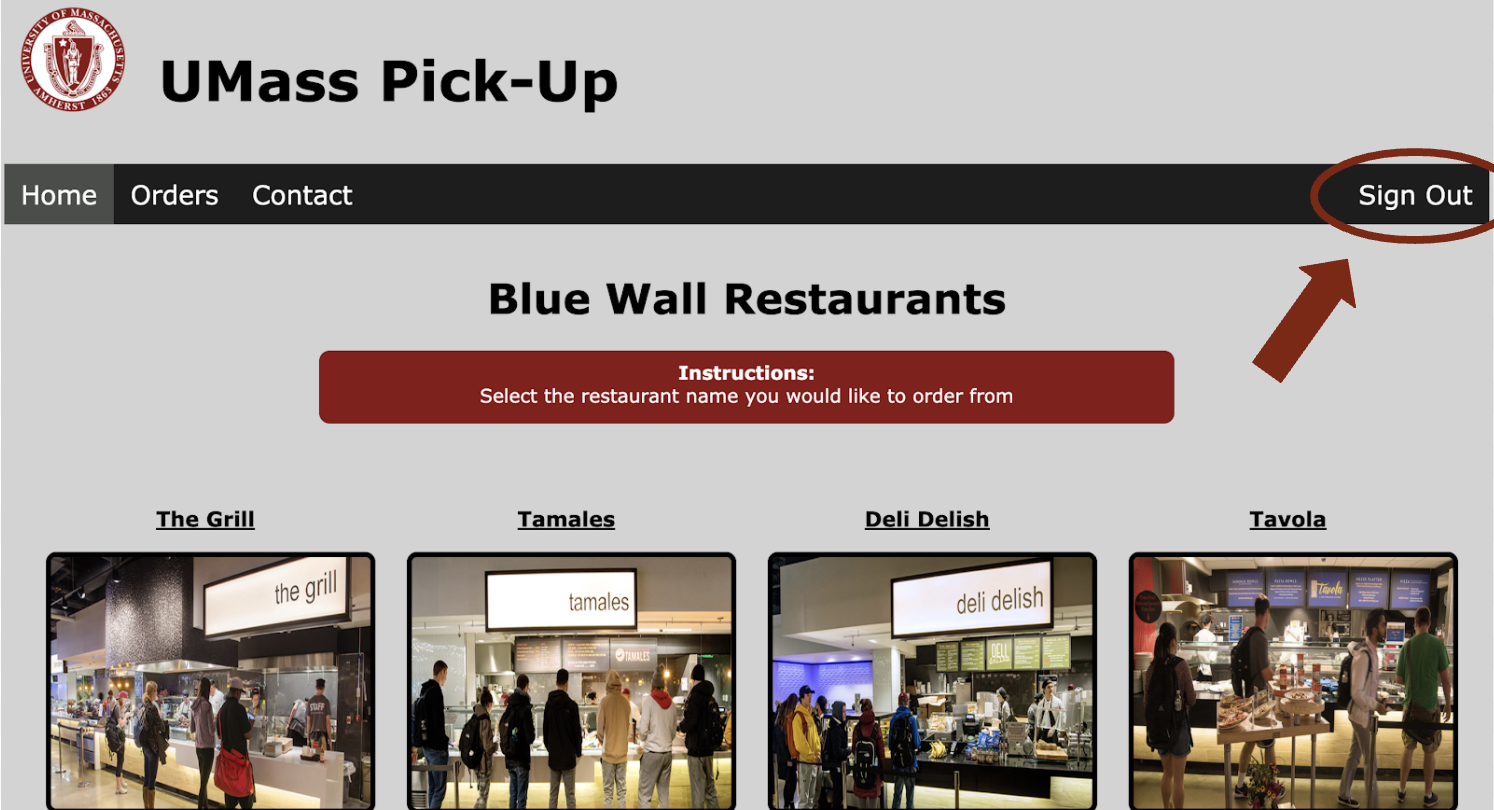 UNIVERSITY OF MASSACHUSETTS
AMHERST 1863
UMass Pick-Up
Home Orders Contact Sign Out
Blue Wall Restaurants
Instructions:
Select the restaurant name you would like to order from
The Grill Tamales Deli Delish Tavola
the grill
tamales
deli delish
Tavola
TAMALES
DELI
STAFF